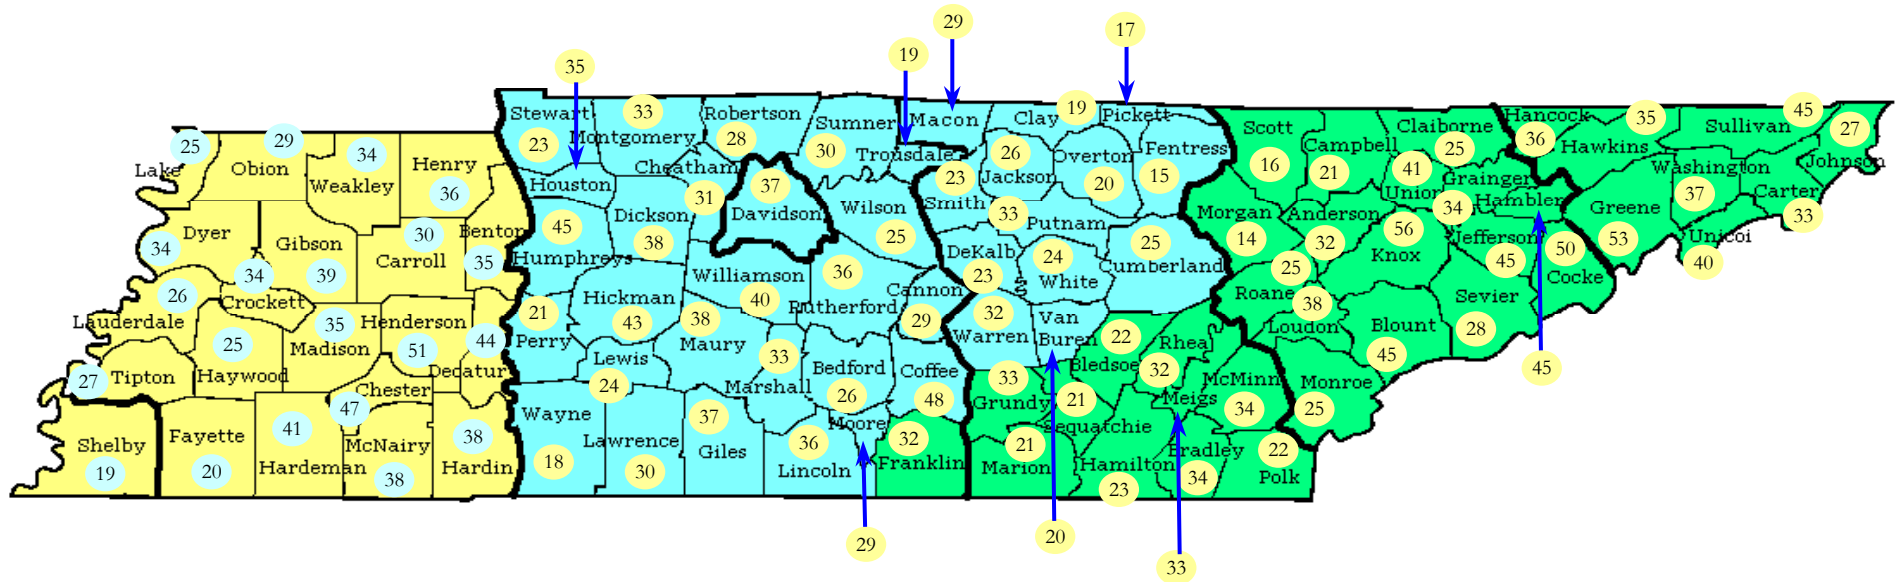 29
17
19
35
Stewart
33
Robertson
Sumner
Macon
Clay
19
Pickett
Scott
Claiborne
Hancock
35
Sullivan
45
27
25
29
34
Henry
23
Montgomery
28
30
Trousdale
26
Overton
Fentress
16
Campbell
25
36
Hawkins
Washington
Johnson
Lake
Obion
Weakley
36
Houston
Cheatham
31
37
Wilson
23
Jackson
20
15
21
41
Grainger
Union
Hambler
37
Carter
Dyer
Gibson
30
Benton
45
Dickson
Davidson
25
Smith
33
Putnam
Morgan
Anderson
56
34
Greene
33
34
39
Carroll
35
Humphreys
38
DeKalb
24
25
14
32
Knox
Jefferson
50
53
Unicoi
26
34
Crockett
Williamson
36
Cannon
23
White
Cumberland
25
45
Cocke
40
Lauderdale
35
Henderson
44
21
Hickman
43
40
Rutherford
29
32
Van
Buren
Roane
38
Sevier
25
Madison
51
Perry
38
Maury
33
Warren
22
Rhea
Loudon
Blount
28
27
Tipton
Haywood
Chester
Decatur
Lewis
24
Marshall
Bedford
26
Coffee
33
Bledsoe
32
McMinn
45
45
47
Wayne
37
Moore
48
Grundy
21
Meigs
34
Monroe
25
Shelby
Fayette
41
McNairy
38
Lawrence
Giles
36
32
21
Sequatchie
Bradley
22
19
20
Hardeman
38
Hardin
18
30
Lincoln
Franklin
Marion
Hamilton
23
34
Polk
29
20
33